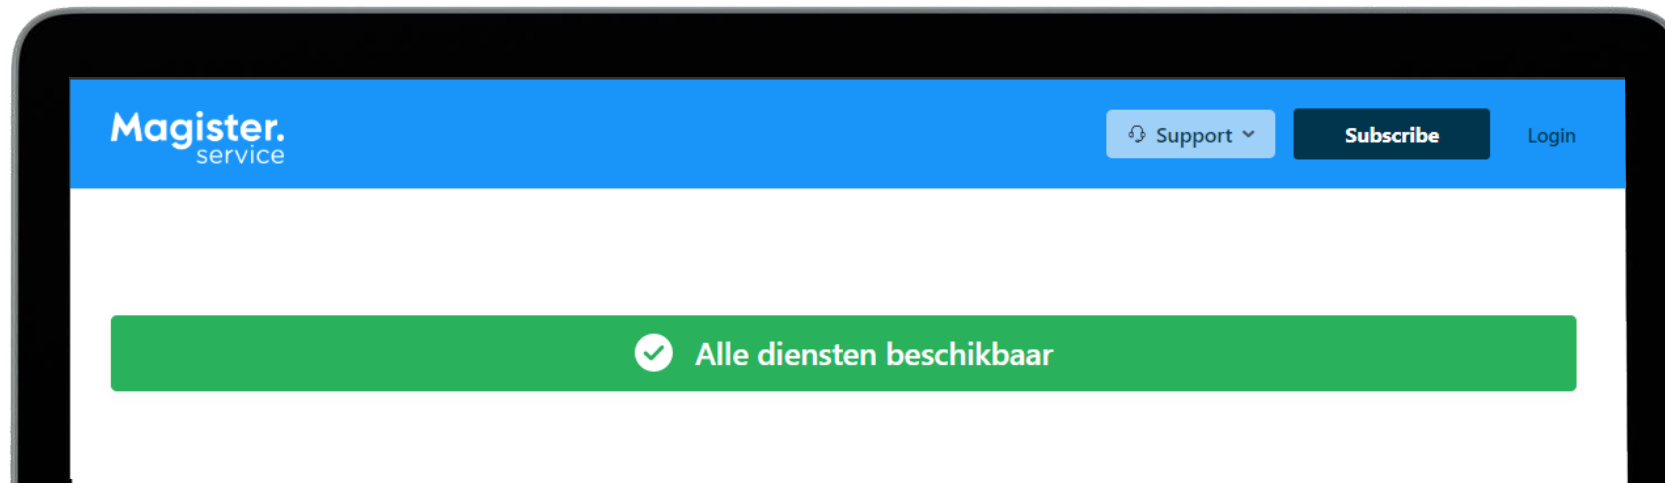 Magister.
service
Support
Subscribe
Login
Alle diensten beschikbaar